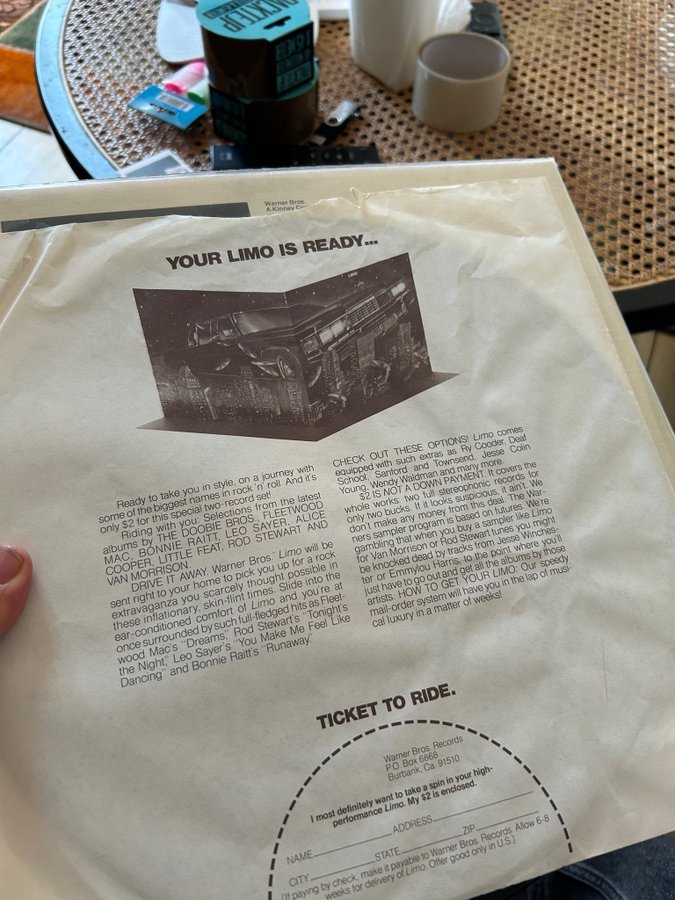 DUCK TAPE
Warner Bros.
A Kinney
YOUR LIMO IS READY...
LIMO
Ready to take you in style, on a journey with
some of the biggest names in rock 'n' roll. And it's
only $2 for this special two-record set!
Riding with you: Selections from the latest
albums by THE DOOBIE BROS, FLEETWOOD
MAC, BONNIE RAITT, LEO SAYER, ALICE
COOPER, LITTLE FEAT, ROD STEWART AND
VAN MORRISON.
DRIVE IT AWAY. Warner Bros.' Limo will be
sent right to your home to pick you up for a rock
extravaganza you scarcely thought possible in
these inflationary, skin-flint times. Slide into the
ear-conditioned comfort of Limo and you're at
once surrounded by such full-fledged hits as Fleet-
wood Mac's "Dreams," Rod Stewart's "Tonight's
the Night," Leo Sayer's "You Make Me Feel Like
Dancing" and Bonnie Raitt's "Runaway."
CHECK OUT THESE OPTIONS! Limo comes
equipped with such extras as Ry Cooder, Deaf
School, Sanford and Townsend, Jesse Colin
Young, Wendy Waldman and many more.
$2 IS NOT A DOWN PAYMENT. It covers the
whole works: two full stereophonic records for
only two bucks. If it looks suspicious, it ain't. We
don't make any money from this deal. The War-
ners sampler program is based on futures. We're
gambling that when you buy a sampler like Limo
for Van Morrison or Rod Stewart tunes you might
be knocked dead by tracks from Jesse Winches-
ter or Emmylou Harris, to the point where you'll
just have to go out and get all the albums by those
artists. HOW TO GET YOUR LIMO. Our speedy
mail-order system will have you in the lap of musi-
cal luxury in a matter of weeks!
TICKET TO RIDE.
Warner Bros. Records
P.O. Box 6868
Burbank, Ca. 91510
I most definitely want to take a spin in your high-
performance Limo. My $2 is enclosed.
NAME ADDRESS
CITY STATE ZIP
(If paying by check, make it payable to Warner Bros. Records. Allow 6-8
weeks for delivery of Limo. Offer good only in U.S.)